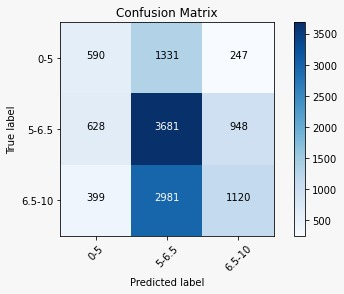 Confusion Matrix
0-5 590 1331 247
5-6.5 628 3681 948
6.5-10 399 2981 1120
0-5 5-6.5 6.5-10
True label
Predicted label
3500
3000
2500
2000
1500
1000
500